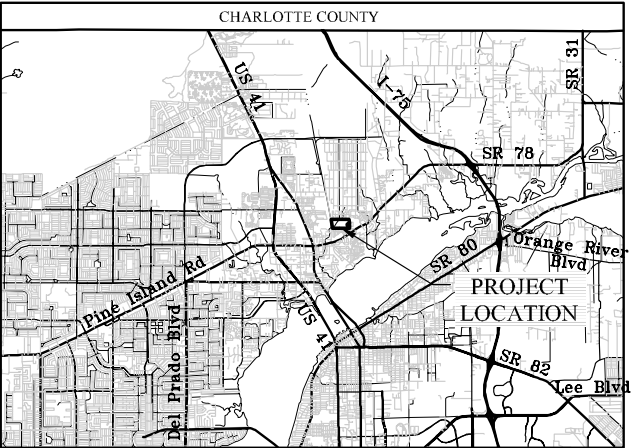 CHARLOTTE COUNTY
US 41
I-75
SR 31
SR 78
SR 80
Orange River
Blvd
PROJECT
LOCATION
Pine Island Rd
US 41
Del Prado Blvd
SR 82
Lee Blvd